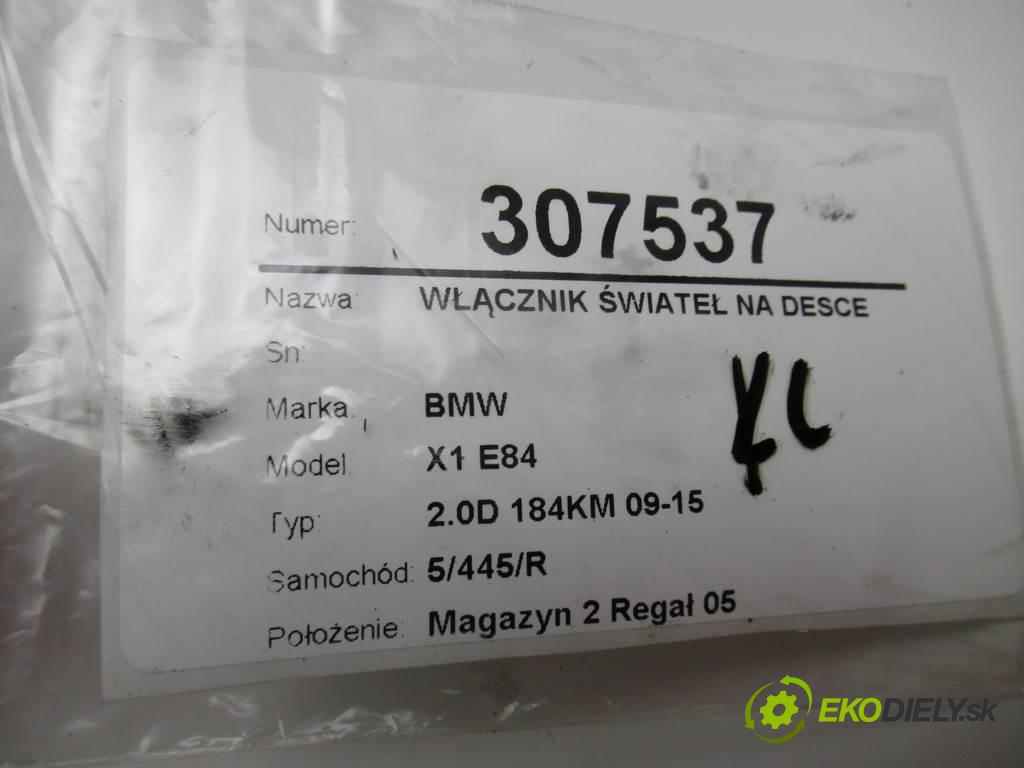 Numer: 307537
Nazwa: WŁĄCZNIK ŚWIATEŁ NA DESCE
Sn:
Marka: BMW
Model: X1 E84
Typ: 2.0D 184KM 09-15
Samochód: 5/445/R
Położenie: Magazyn 2 Regał 05
EKODIELY.sk